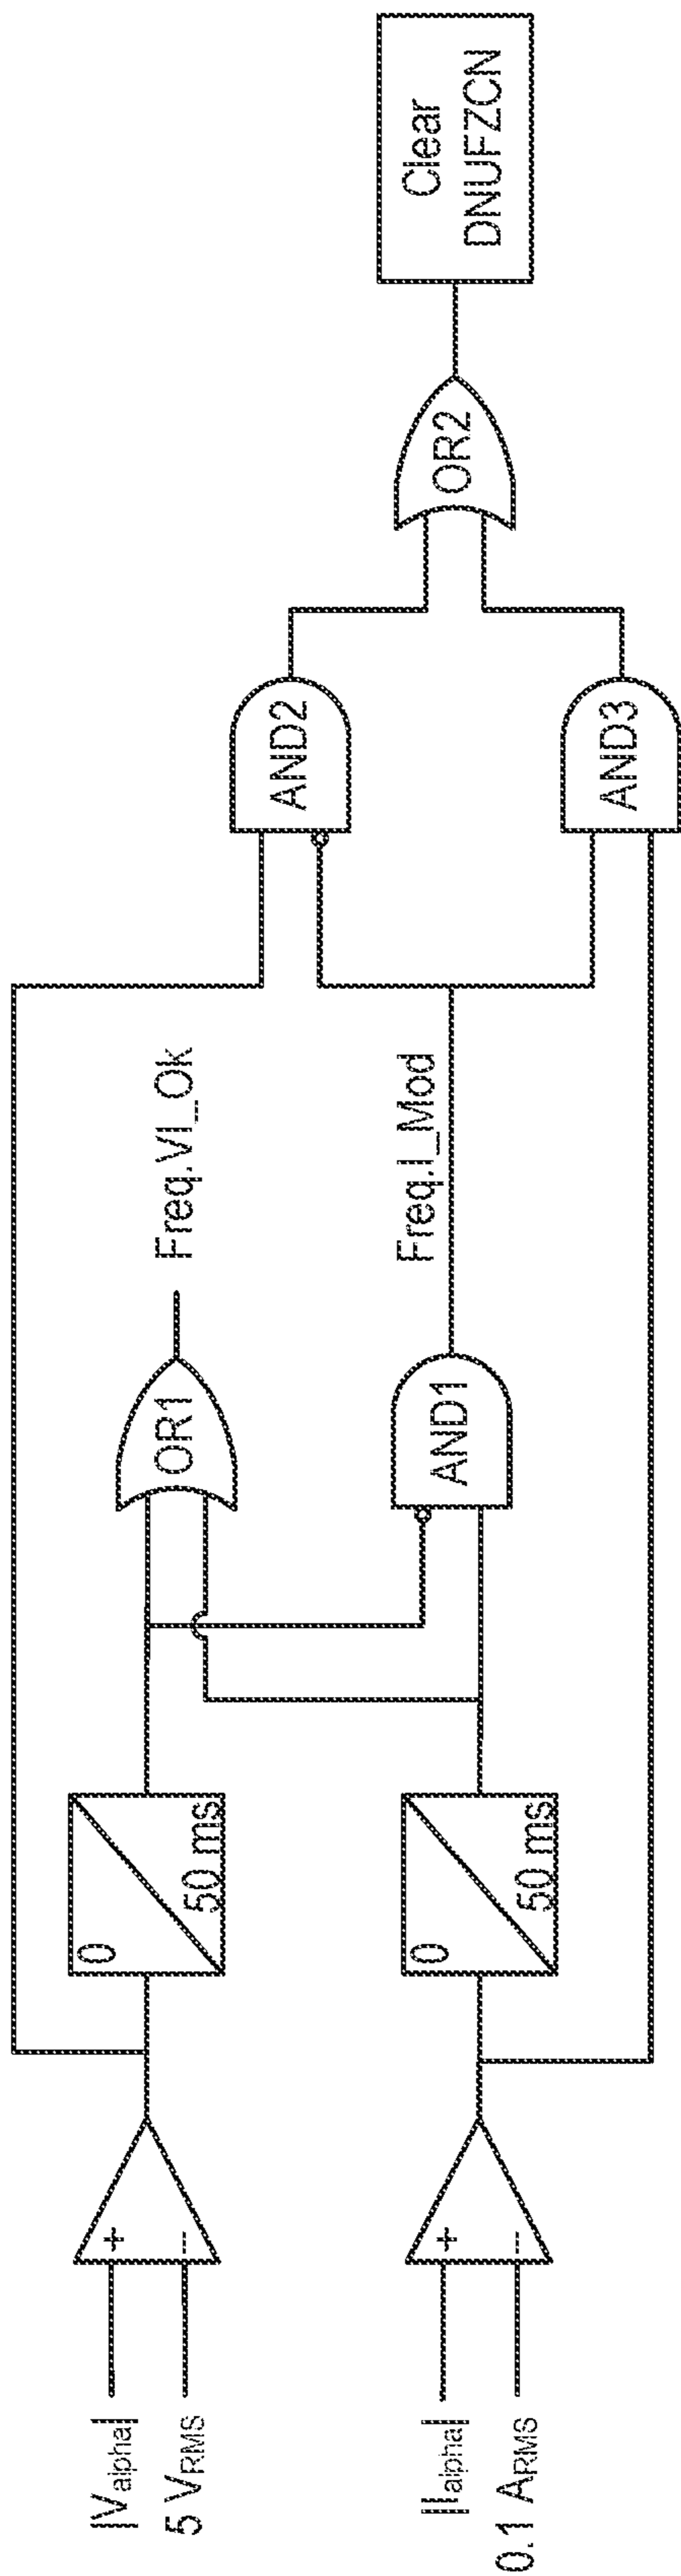 |Valpha|
5 VRMS
0
50 ms
OR1
Freq.VI_Ok
AND2
OR2
Clear
DNUFZCN
|Ialpha|
0.1 ARMS
0
50 ms
AND1
Freq.I_Mod
AND3
+
−
+
−